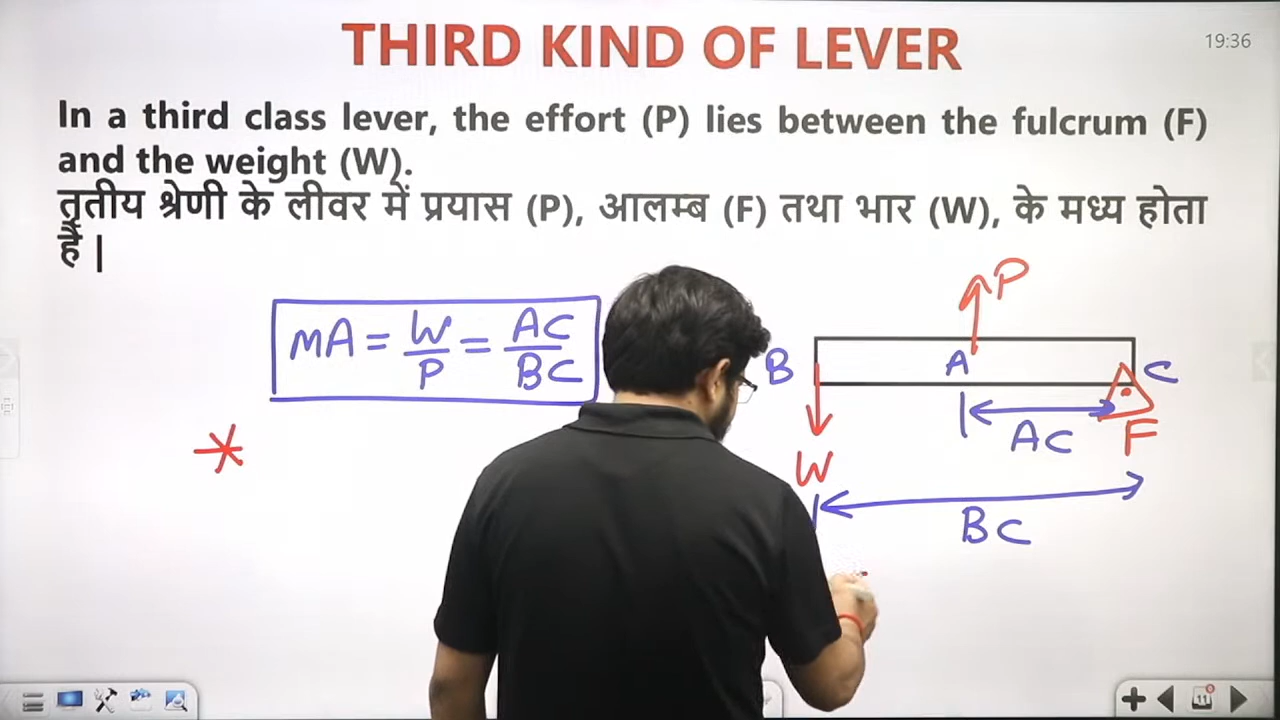 THIRD KIND OF LEVER
19:36
In a third class lever, the effort (P) lies between the fulcrum (F)
and the weight (W).
तृतीय श्रेणी के लीवर में प्रयास (P), आलम्ब (F) तथा भार (W), के मध्य होता
है |
P
MA = W/P = AC/BC
B
A
C
AC
F
W
BC
*
11